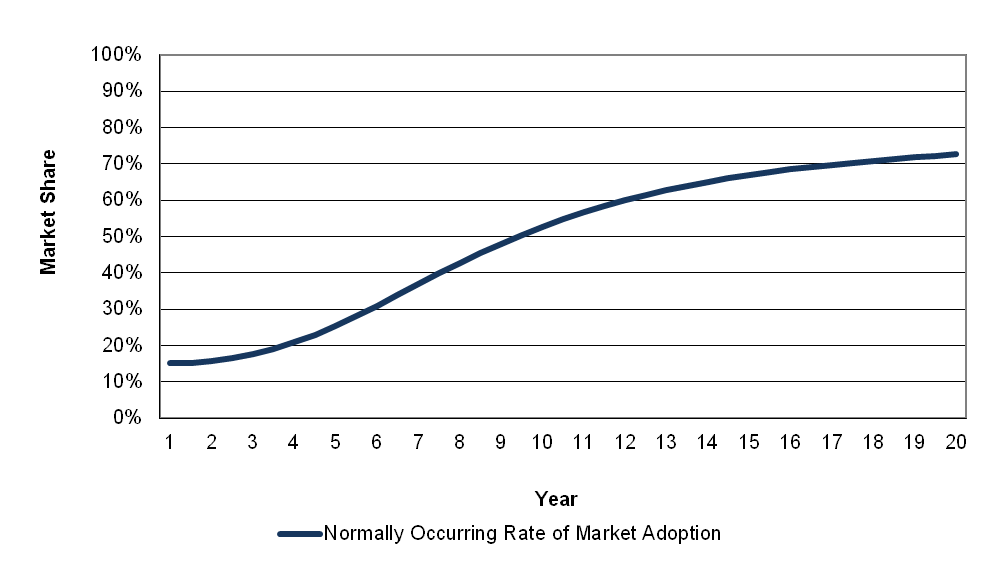 100%
90%
80%
70%
60%
50%
40%
30%
20%
10%
0%
Market Share
1 2 3 4 5 6 7 8 9 10 11 12 13 14 15 16 17 18 19 20
Year
Normally Occurring Rate of Market Adoption